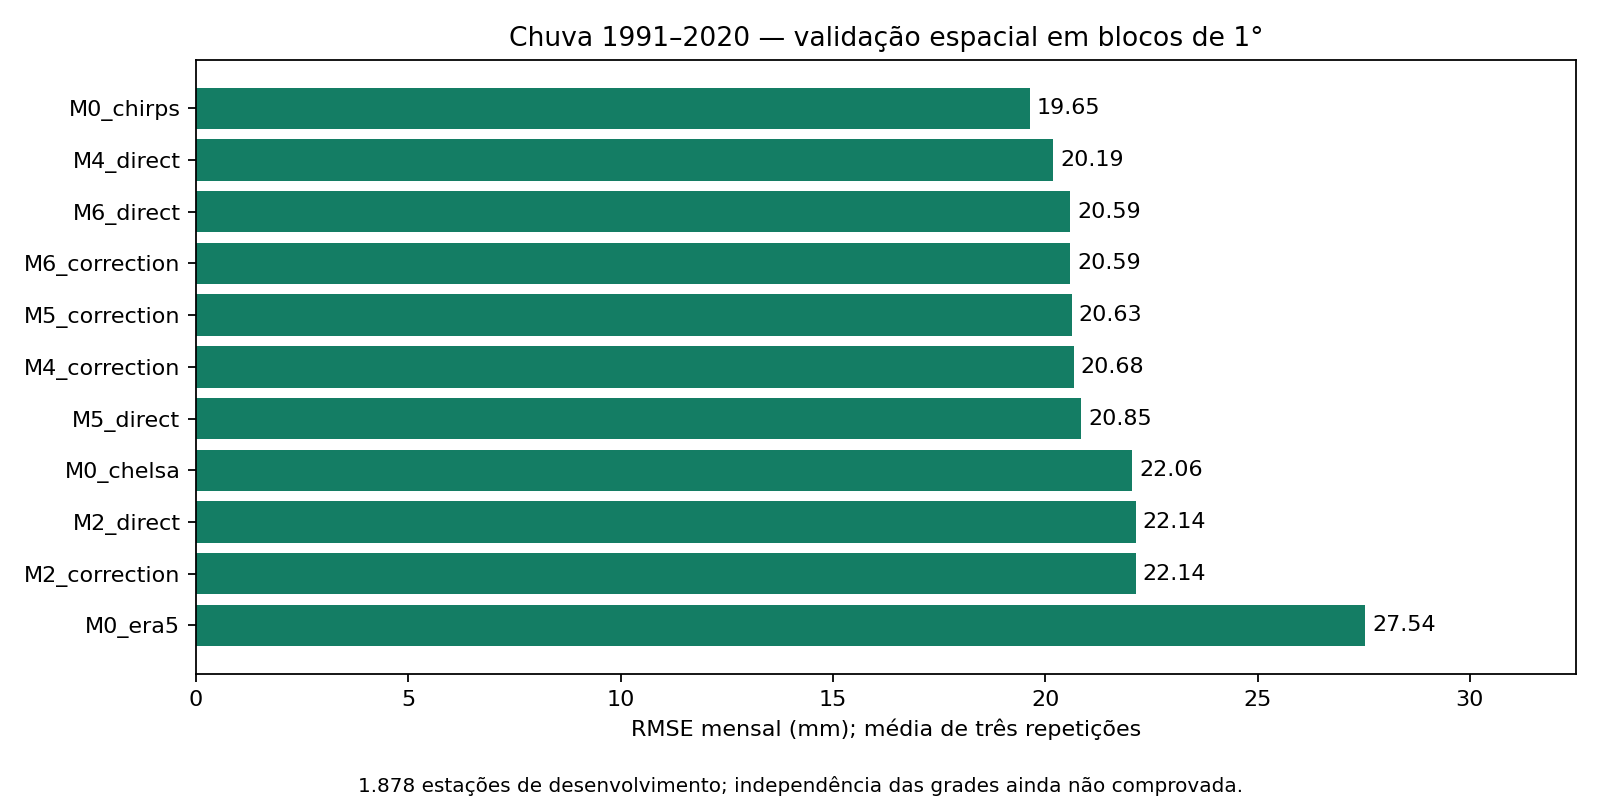 Chuva 1991–2020 — validação espacial em blocos de 1°
M0_chirps 19.65
M4_direct 20.19
M6_direct 20.59
M6_correction 20.59
M5_correction 20.63
M4_correction 20.68
M5_direct 20.85
M0_chelsa 22.06
M2_direct 22.14
M2_correction 22.14
M0_era5 27.54
0 5 10 15 20 25 30
RMSE mensal (mm); média de três repetições
1.878 estações de desenvolvimento; independência das grades ainda não comprovada.